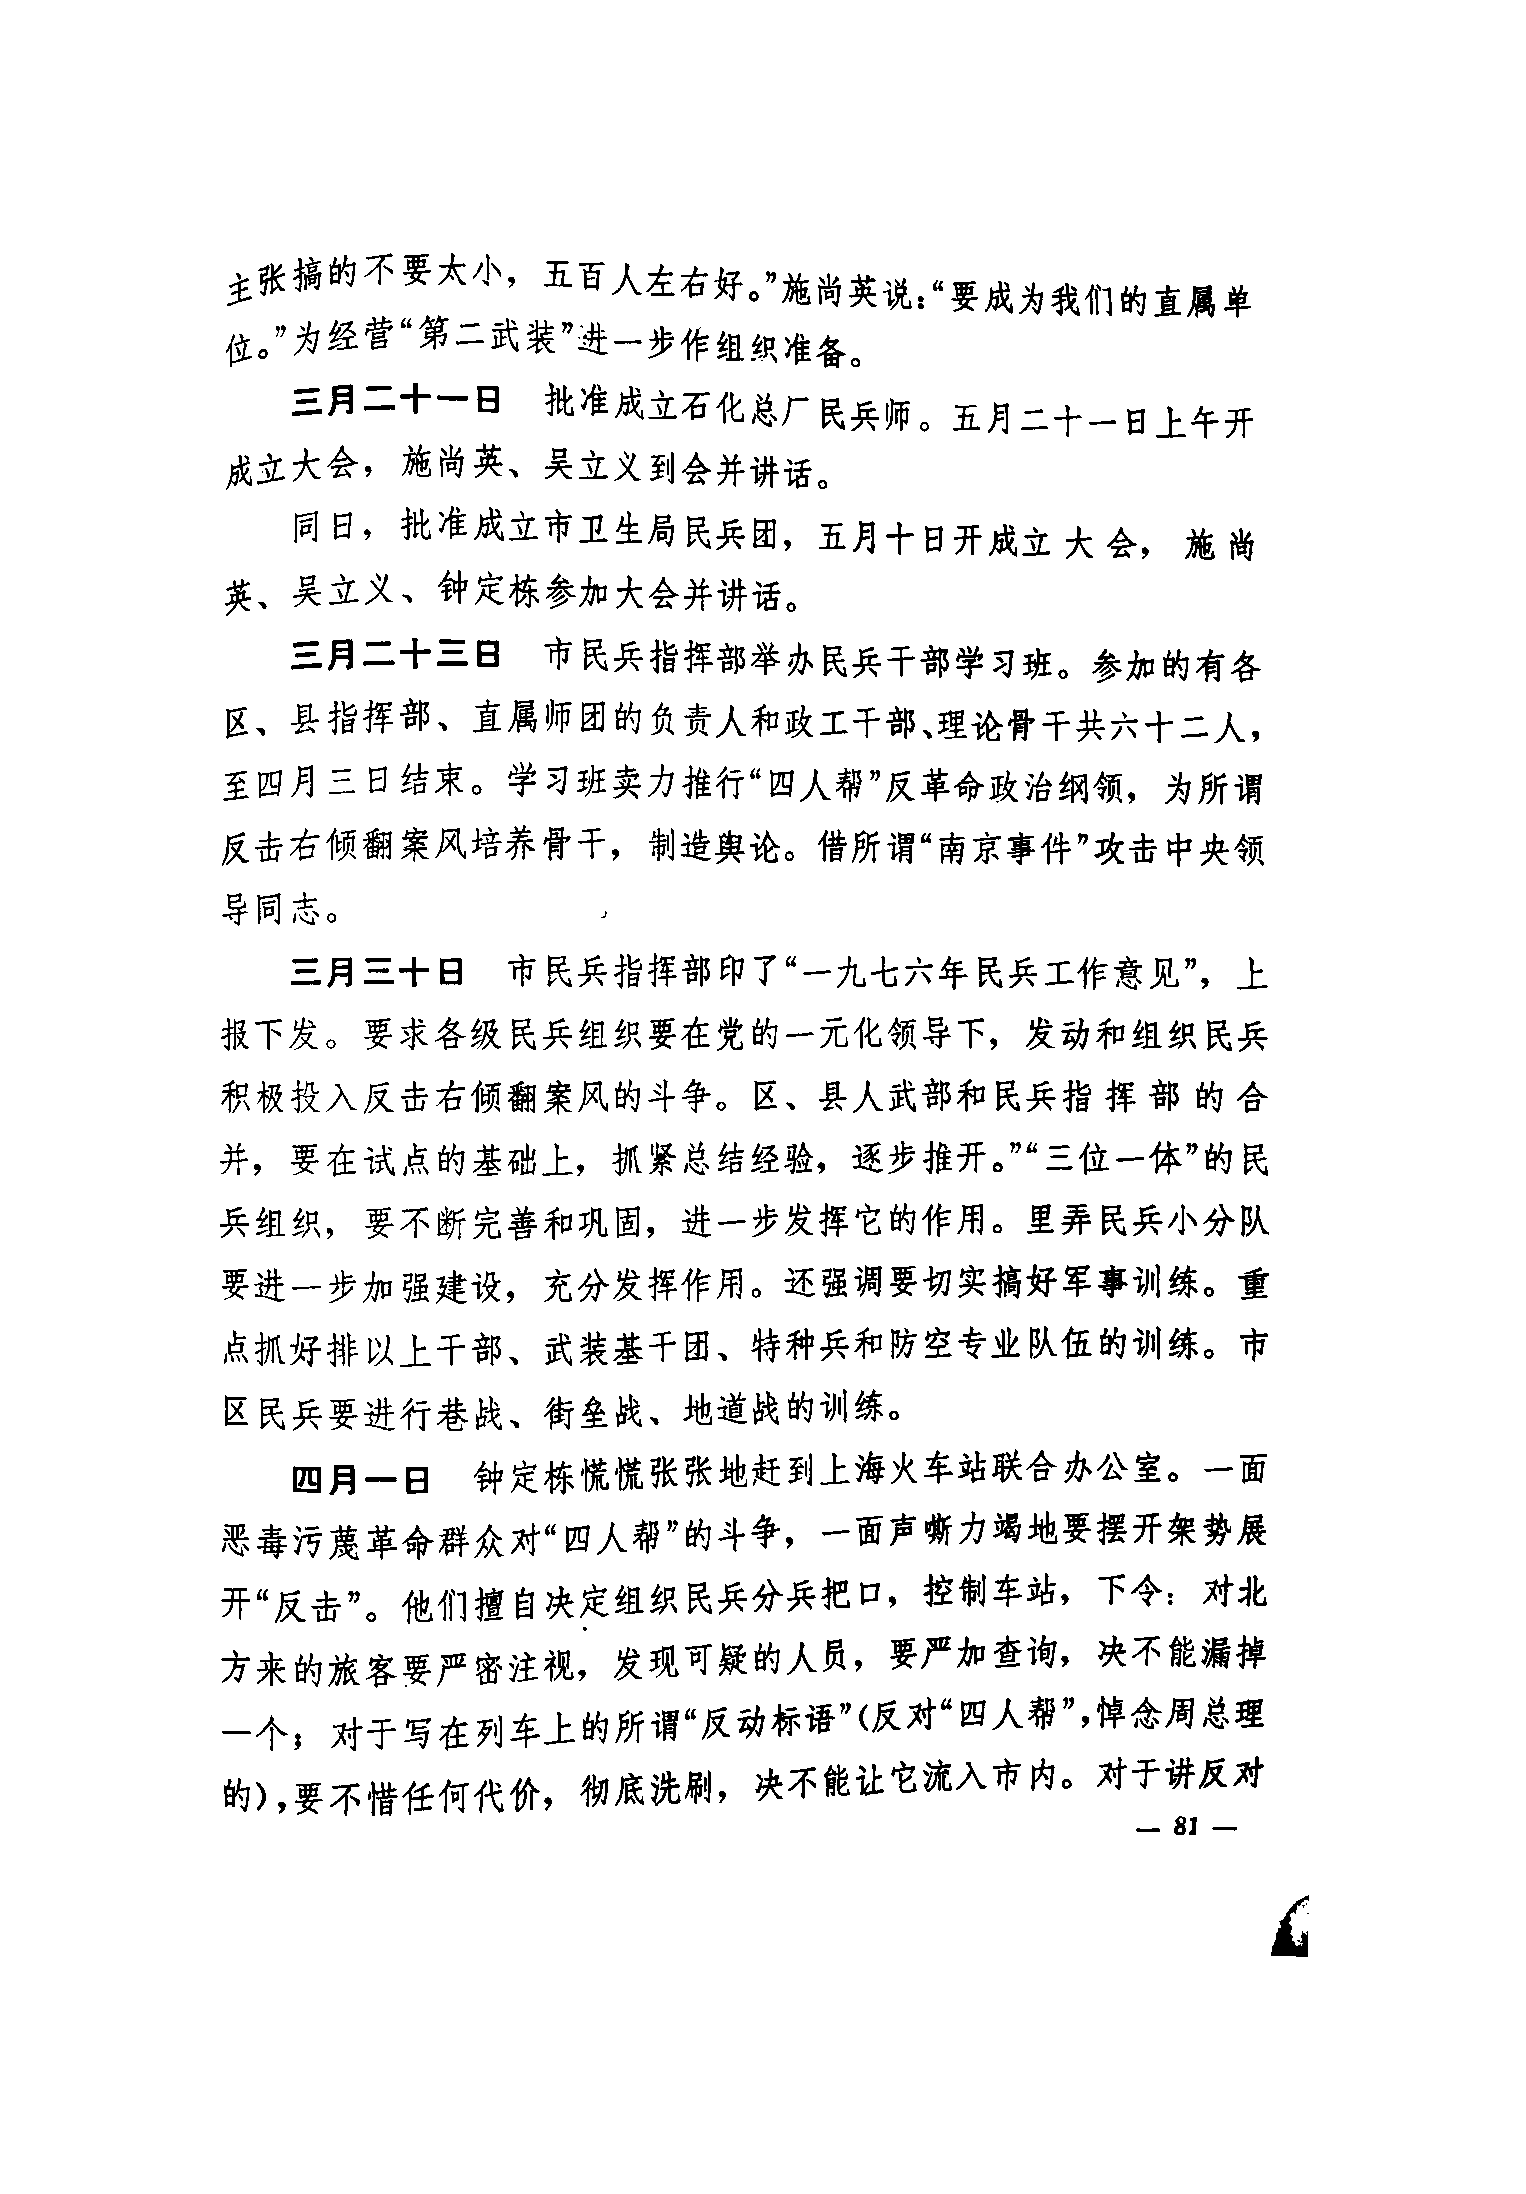 主张搞的不要太小，五百人左右好。”施尚英说：“要成为我们的直属单
位。”为经营“第二武装”进一步作组织准备。
三月二十一日　批准成立石化总厂民兵师。五月二十一日上午开
成立大会，施尚英、吴立义到会并讲话。
同日，批准成立市卫生局民兵团，五月十日开成立大会，施尚
英、吴立义、钟定栋参加大会并讲话。
三月二十三日　市民兵指挥部举办民兵干部学习班。参加的有各
区、县指挥部、直属师团的负责人和政工干部、理论骨干共六十二人，
至四月三日结束。学习班卖力推行“四人帮”反革命政治纲领，为所谓
反击右倾翻案风培养骨干，制造舆论。借所谓“南京事件”攻击中央领
导同志。
三月三十日　市民兵指挥部印了“一九七六年民兵工作意见”，上
报下发。要求各级民兵组织要在党的一元化领导下，发动和组织民兵
积极投入反击右倾翻案风的斗争。区、县人武部和民兵指挥部的合
并，要在试点的基础上，抓紧总结经验，逐步推开。”“三位一体”的民
兵组织，要不断完善和巩固，进一步发挥它的作用。里弄民兵小分队
要进一步加强建设，充分发挥作用。还强调要切实搞好军事训练。重
点抓好排以上干部、武装基干团、特种兵和防空专业队伍的训练。市
区民兵要进行巷战、街垒战、地道战的训练。
四月一日　钟定栋慌慌张张地赶到上海火车站联合办公室。一面
恶毒污蔑革命群众对“四人帮”的斗争，一面声嘶力竭地要摆开架势展
开“反击”。他们擅自决定组织民兵分兵把口，控制车站，下令：对北
方来的旅客要严密注视，发现可疑的人员，要严加查询，决不能漏掉
一个；对于写在列车上的所谓“反动标语”（反对“四人帮”，悼念周总理
的），要不惜任何代价，彻底洗刷，决不能让它流入市内。对于讲反对
— 81 —